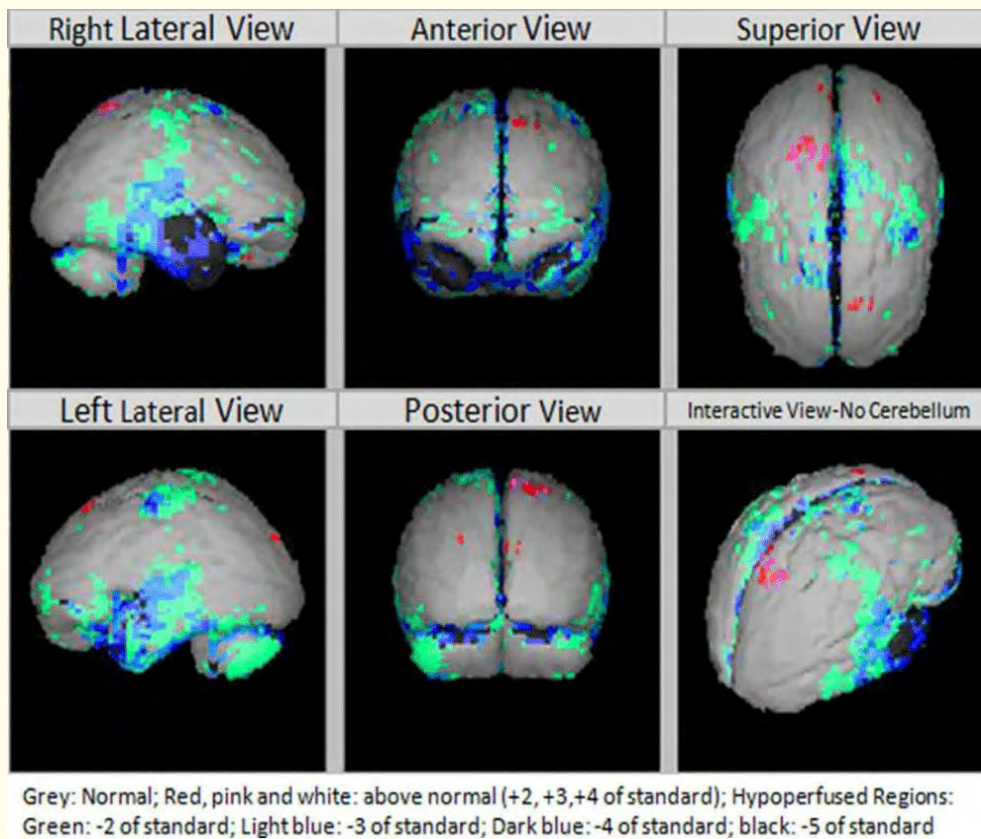 Right Lateral View
Anterior View
Superior View
Left Lateral View
Posterior View
Interactive View-No Cerebellum
Grey: Normal; Red, pink and white: above normal (+2, +3,+4 of standard); Hypoperfused Regions:
Green: -2 of standard; Light blue: -3 of standard; Dark blue: -4 of standard; black: -5 of standard